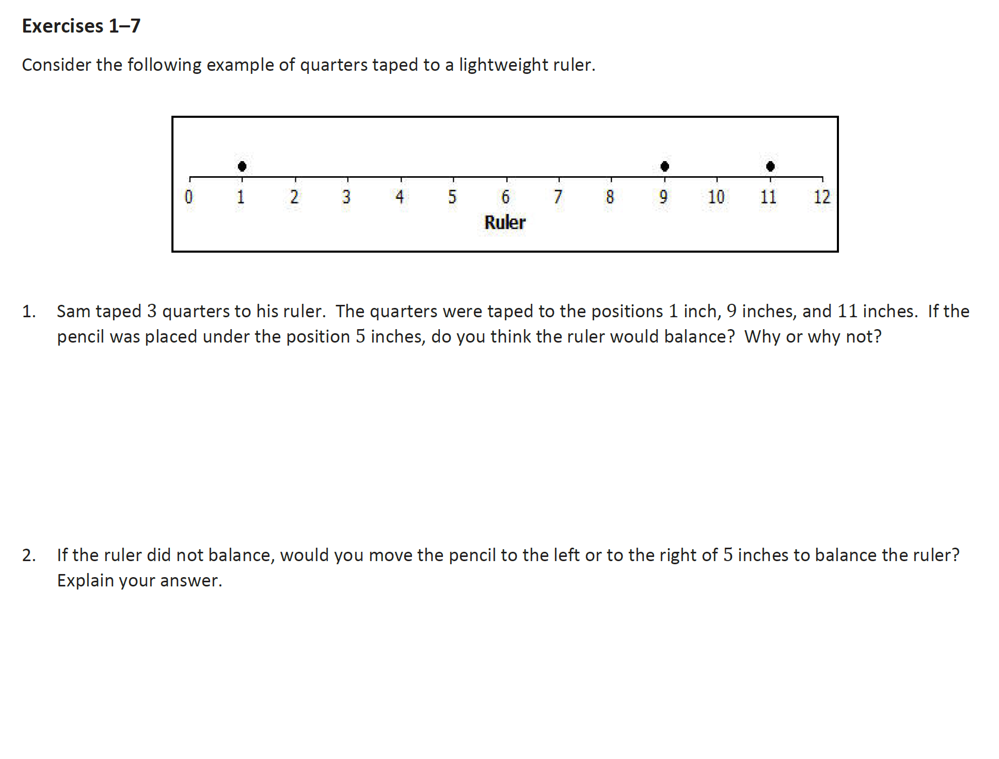 Exercises 1–7
Consider the following example of quarters taped to a lightweight ruler.
0 1 2 3 4 5 6 7 8 9 10 11 12
Ruler
1. Sam taped 3 quarters to his ruler. The quarters were taped to the positions 1 inch, 9 inches, and 11 inches. If the
pencil was placed under the position 5 inches, do you think the ruler would balance? Why or why not?
2. If the ruler did not balance, would you move the pencil to the left or to the right of 5 inches to balance the ruler?
Explain your answer.